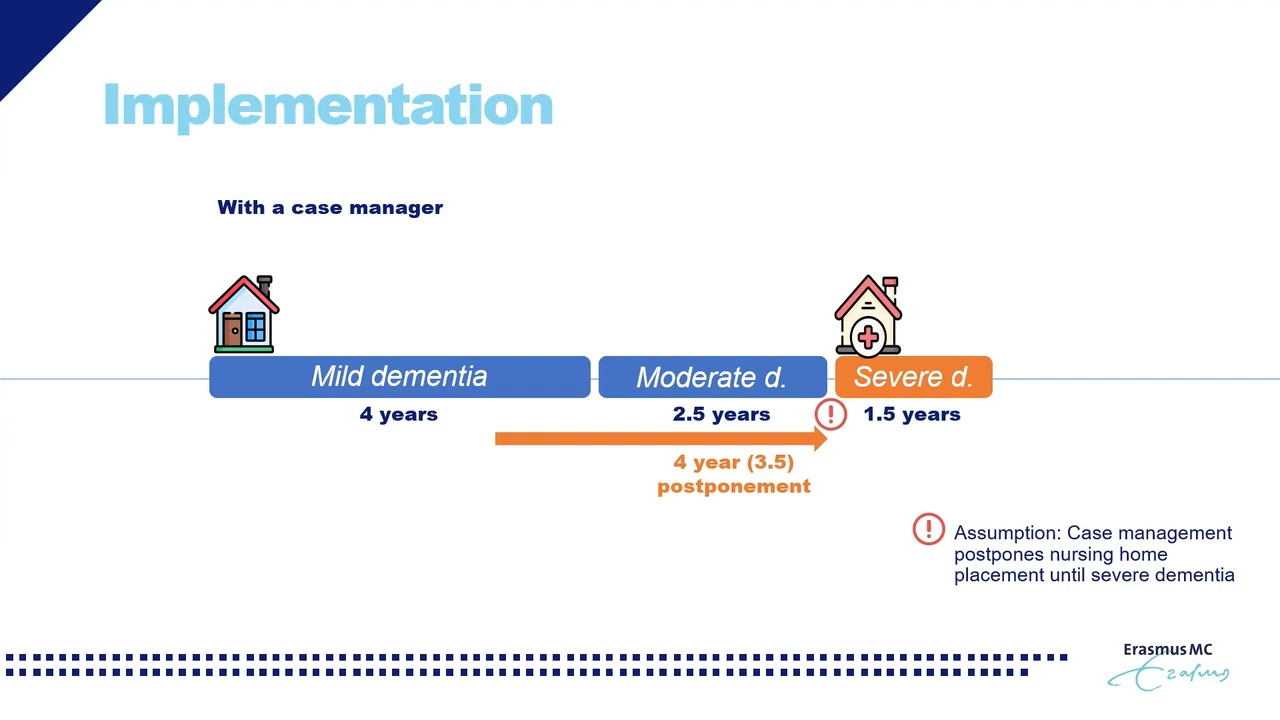 Implementation
With a case manager
Mild dementia
Moderate d.
Severe d.
4 years
2.5 years
1.5 years
4 year (3.5)
postponement
Assumption: Case management
postpones nursing home
placement until severe dementia
Erasmus MC
Erasmus